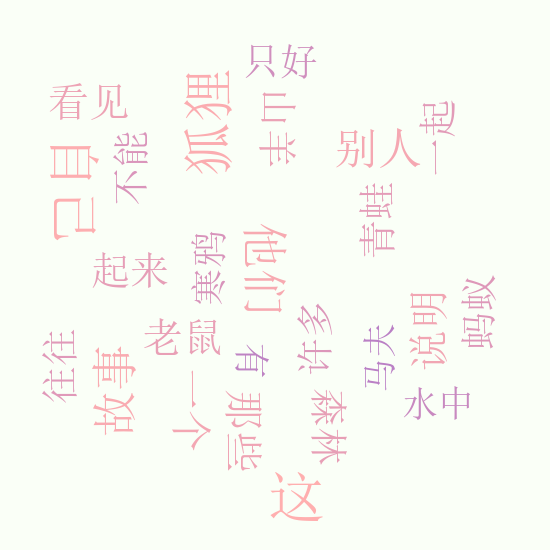 只好
看见
狐狸
山羊
一起
别人
自己
不能
青蛙
他们
寒鸦
起来
蚂蚁
说明
许多
老鼠
马夫
往往
故事
有
一个
那些
森林
水中
这